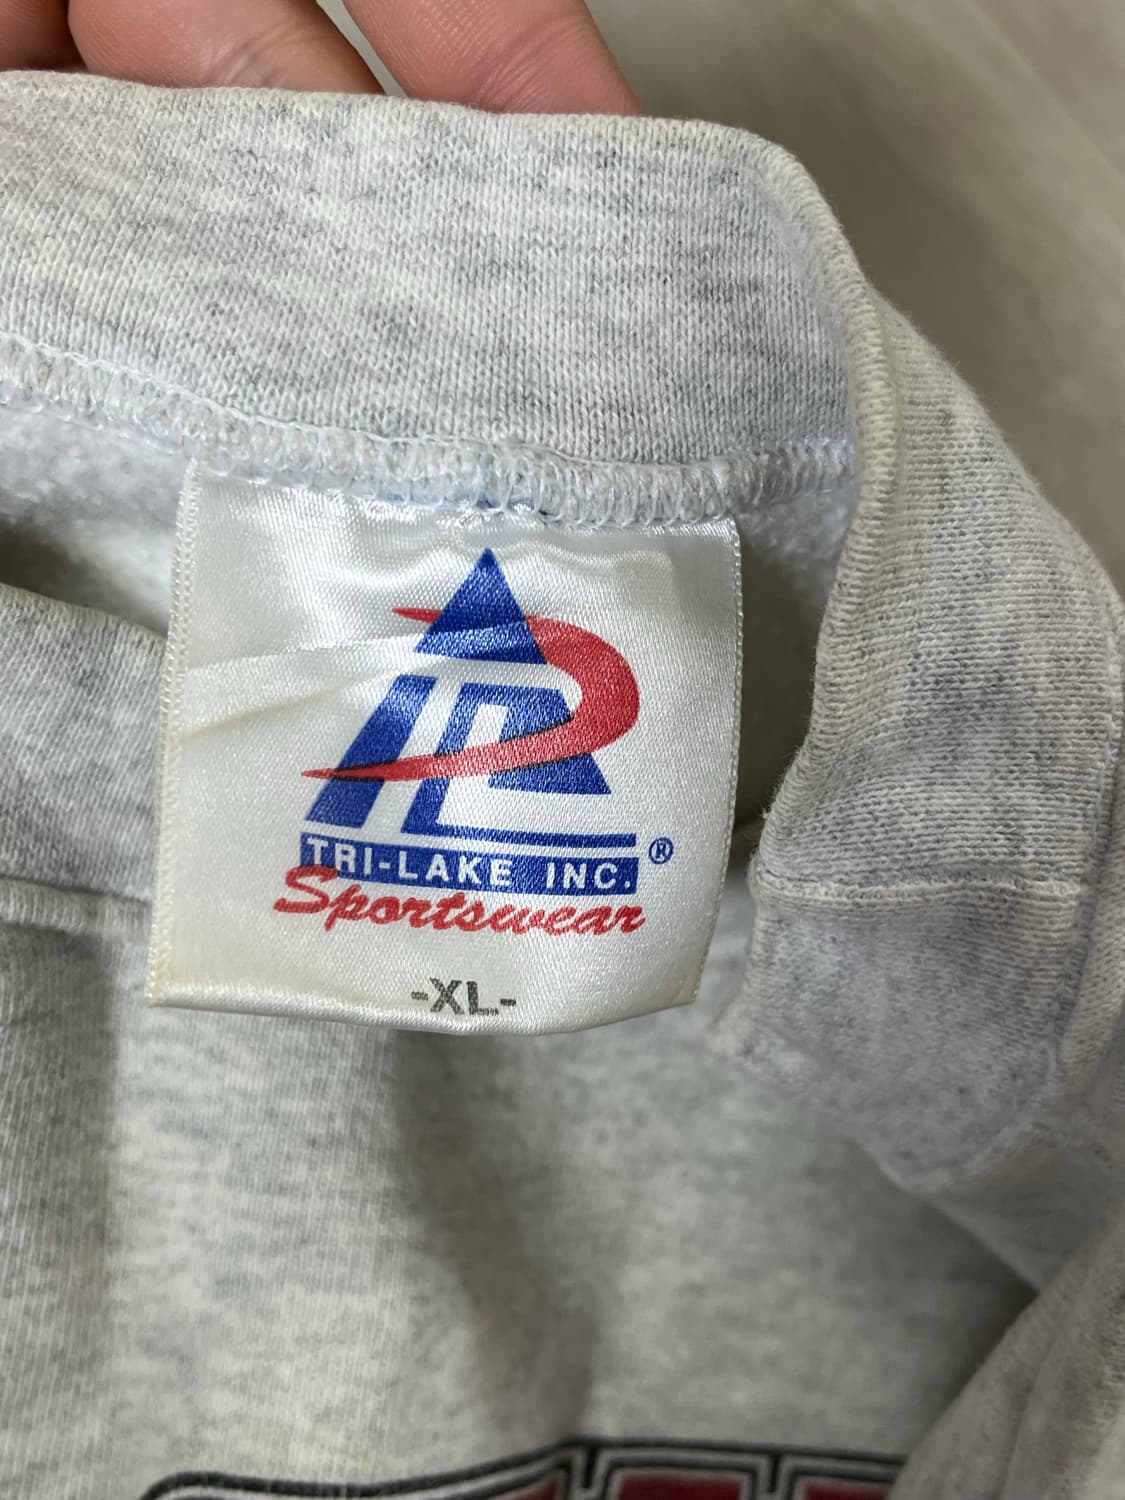 TRI-LAKE INC. ®
Sportswear
-XL-